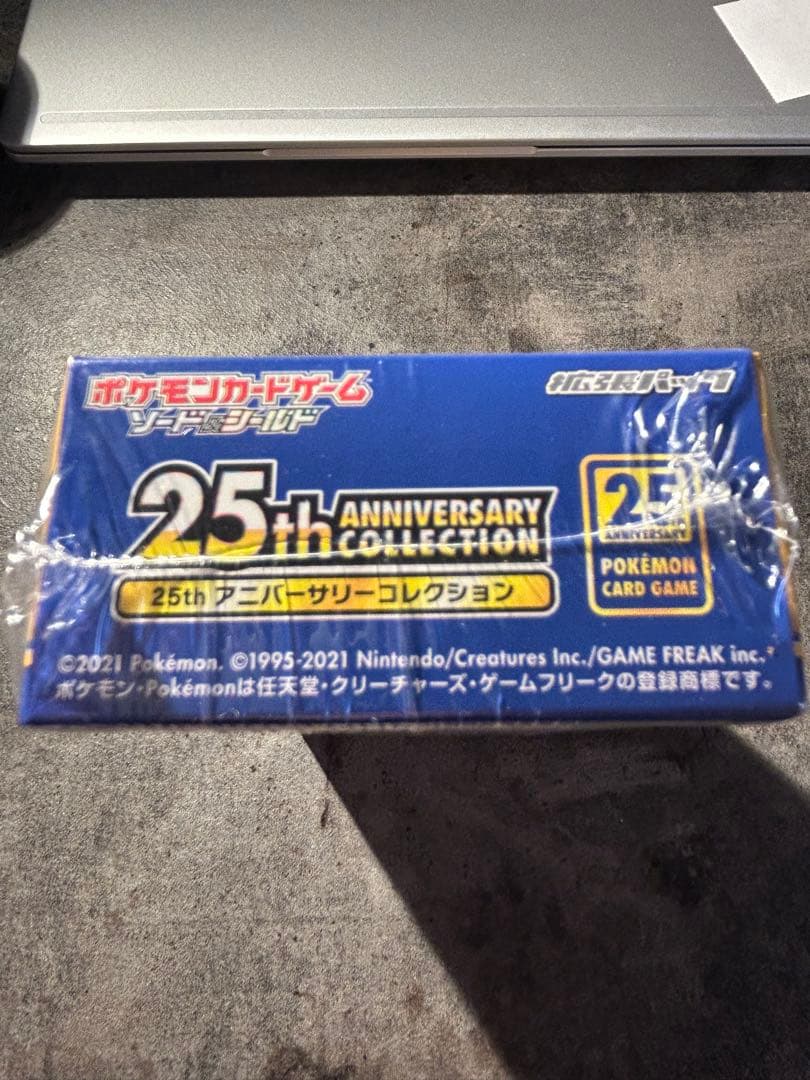 ポケモンカードゲーム
ソード&シールド
拡張パック
25th ANNIVERSARY COLLECTION
25th アニバーサリーコレクション
25
ANNIVERSARY
POKÉMON
CARD GAME
©2021 Pokémon. ©1995-2021 Nintendo/Creatures Inc./GAME FREAK inc.
ポケモン・Pokémonは任天堂・クリーチャーズ・ゲームフリークの登録商標です。